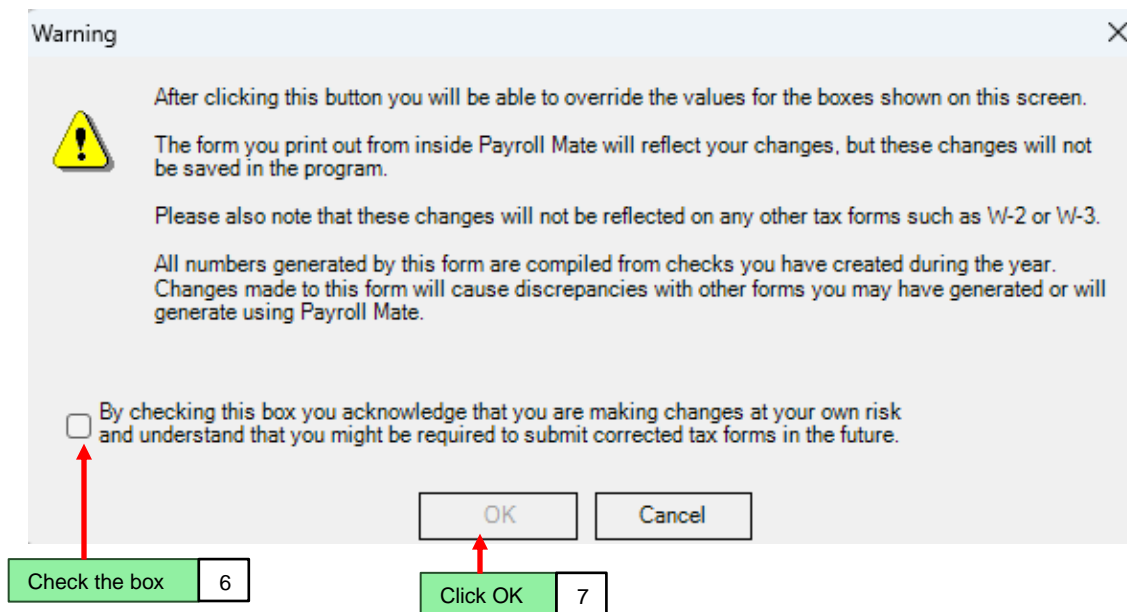 Warning
After clicking this button you will be able to override the values for the boxes shown on this screen.
The form you print out from inside Payroll Mate will reflect your changes, but these changes will not
be saved in the program.
Please also note that these changes will not be reflected on any other tax forms such as W-2 or W-3.
All numbers generated by this form are compiled from checks you have created during the year.
Changes made to this form will cause discrepancies with other forms you may have generated or will
generate using Payroll Mate.
By checking this box you acknowledge that you are making changes at your own risk
and understand that you might be required to submit corrected tax forms in the future.
OK Cancel
Check the box 6
Click OK 7